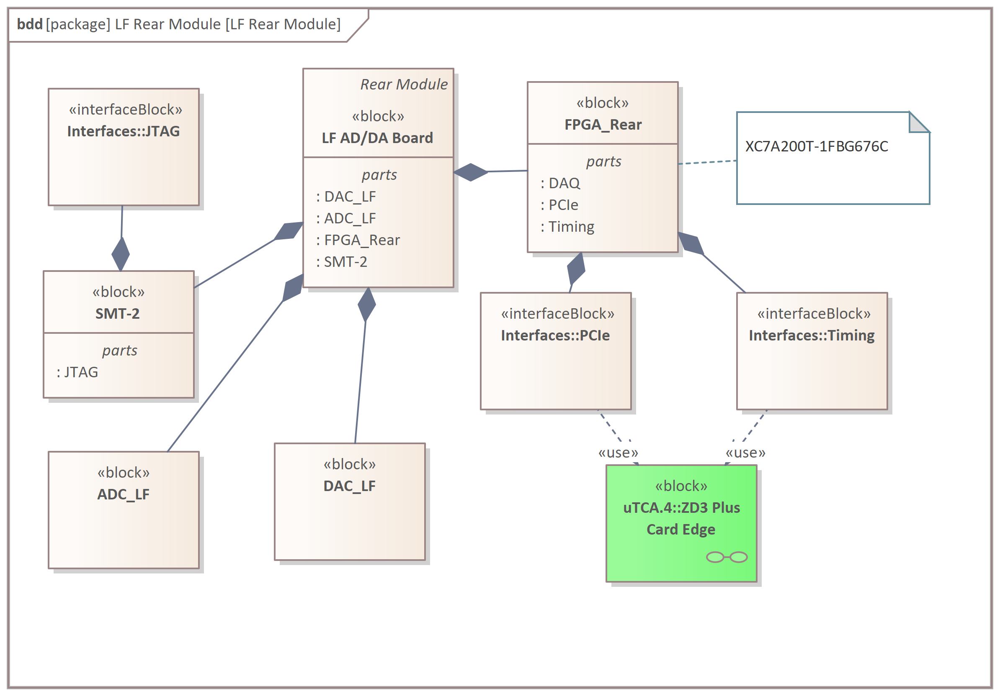 bdd [package] LF Rear Module [LF Rear Module]
«interfaceBlock»
Interfaces::JTAG
Rear Module
«block»
LF AD/DA Board
parts
: DAC_LF
: ADC_LF
: FPGA_Rear
: SMT-2
«block»
FPGA_Rear
parts
: DAQ
: PCIe
: Timing
XC7A200T-1FBG676C
«block»
SMT-2
parts
: JTAG
«interfaceBlock»
Interfaces::PCIe
«interfaceBlock»
Interfaces::Timing
«use»
«use»
«block»
ADC_LF
«block»
DAC_LF
«block»
uTCA.4::ZD3 Plus
Card Edge